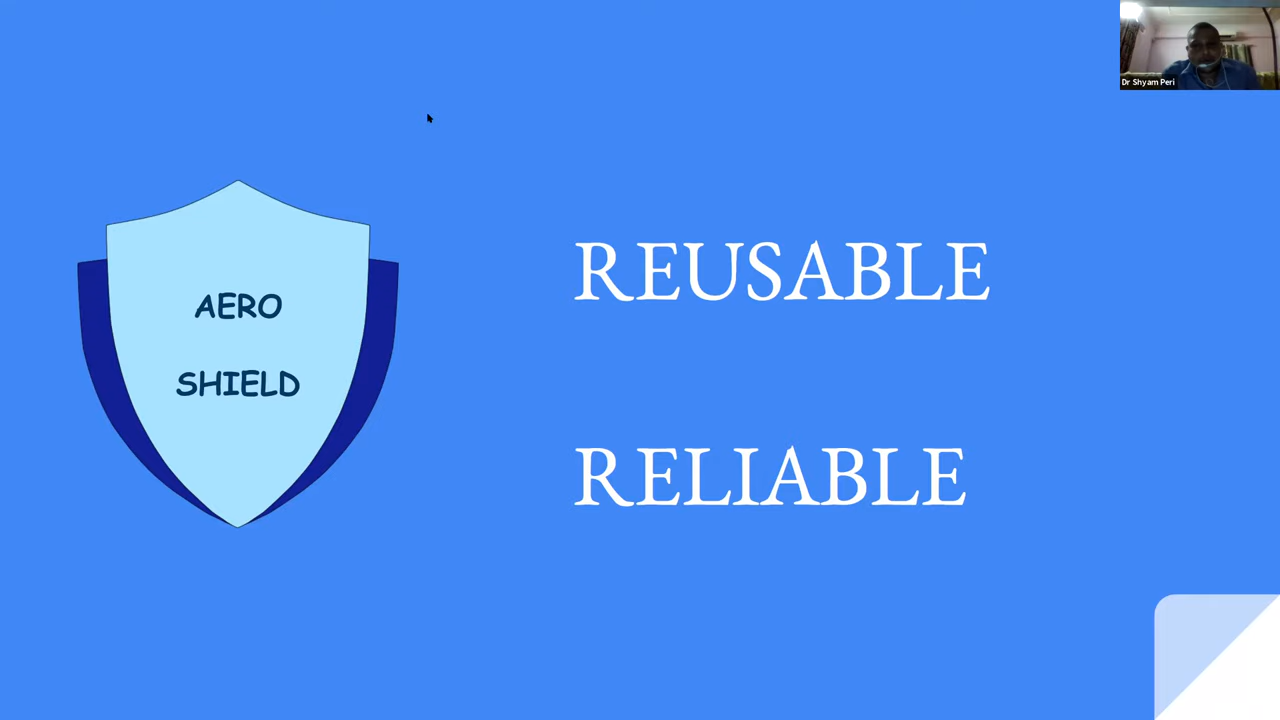 Dr Shyam Peri
AERO
SHIELD
REUSABLE
RELIABLE